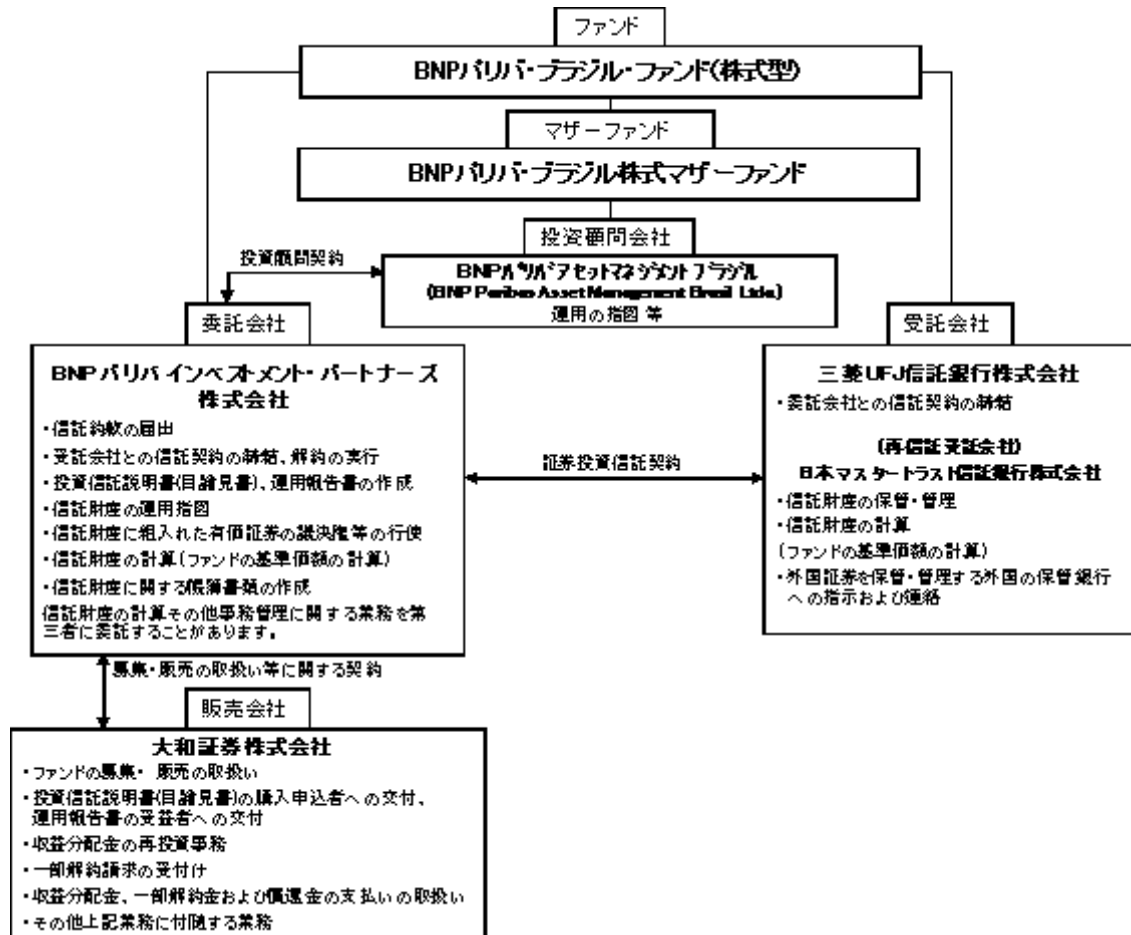 ファンド
BNPパリバ・ブラジル・ファンド(株式型)
マザーファンド
BNPパリバ・ブラジル株式マザーファンド
投資顧問会社
投資顧問契約
BNPパリバアセットマネジメントブラジル
(BNP Paribas Asset Management Brasil Ltda.)
運用の指図 等
委託会社
受託会社
BNPパリバ インベストメント・パートナーズ
株式会社
・信託約款の届出
・受託会社との信託契約の締結、解約の実行
・投資信託説明書(目論見書)、運用報告書の作成
・信託財産の運用指図
・信託財産に組入れた有価証券の議決権等の行使
・信託財産の計算(ファンドの基準価額の計算)
・信託財産に関する帳簿書類の作成
信託財産の計算その他事務管理に関する業務を第
三者に委託することがあります。
証券投資信託契約
三菱UFJ信託銀行株式会社
・委託会社との信託契約の締結
(再信託受託会社)
日本マスタートラスト信託銀行株式会社
・信託財産の保管・管理
・信託財産の計算
(ファンドの基準価額の計算)
・外国証券を保管・管理する外国の保管銀行
への指示および連絡
募集・販売の取扱い等に関する契約
販売会社
大和証券株式会社
・ファンドの募集・ 販売の取扱い
・投資信託説明書(目論見書)の購入申込者への交付、
運用報告書の受益者への交付
・収益分配金の再投資事務
・一部解約請求の受付け
・収益分配金、一部解約金および償還金の支払いの取扱い
・その他上記業務に付随する業務